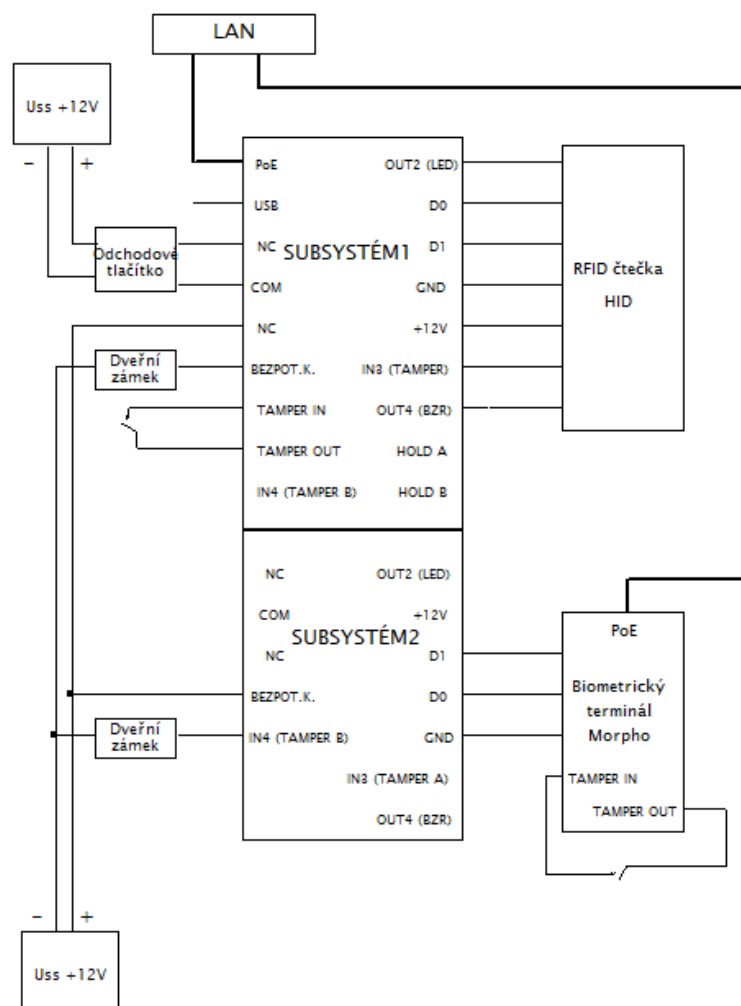 LAN
Uss +12V
– +
Odchodové
tlačítko
Dveřní
zámek
SUBSYSTÉM1
PoE
USB
NC
COM
NC
BEZPOT.K.
TAMPER IN
TAMPER OUT
IN4 (TAMPER B)
OUT2 (LED)
D0
D1
GND
+12V
IN3 (TAMPER)
OUT4 (BZR)
HOLD A
HOLD B
RFID čtečka
HID
SUBSYSTÉM2
NC
COM
NC
BEZPOT.K.
IN4 (TAMPER B)
OUT2 (LED)
+12V
D1
D0
GND
IN3 (TAMPER A)
OUT4 (BZR)
Dveřní
zámek
PoE
Biometrický
terminál
Morpho
TAMPER IN
TAMPER OUT
– +
Uss +12V